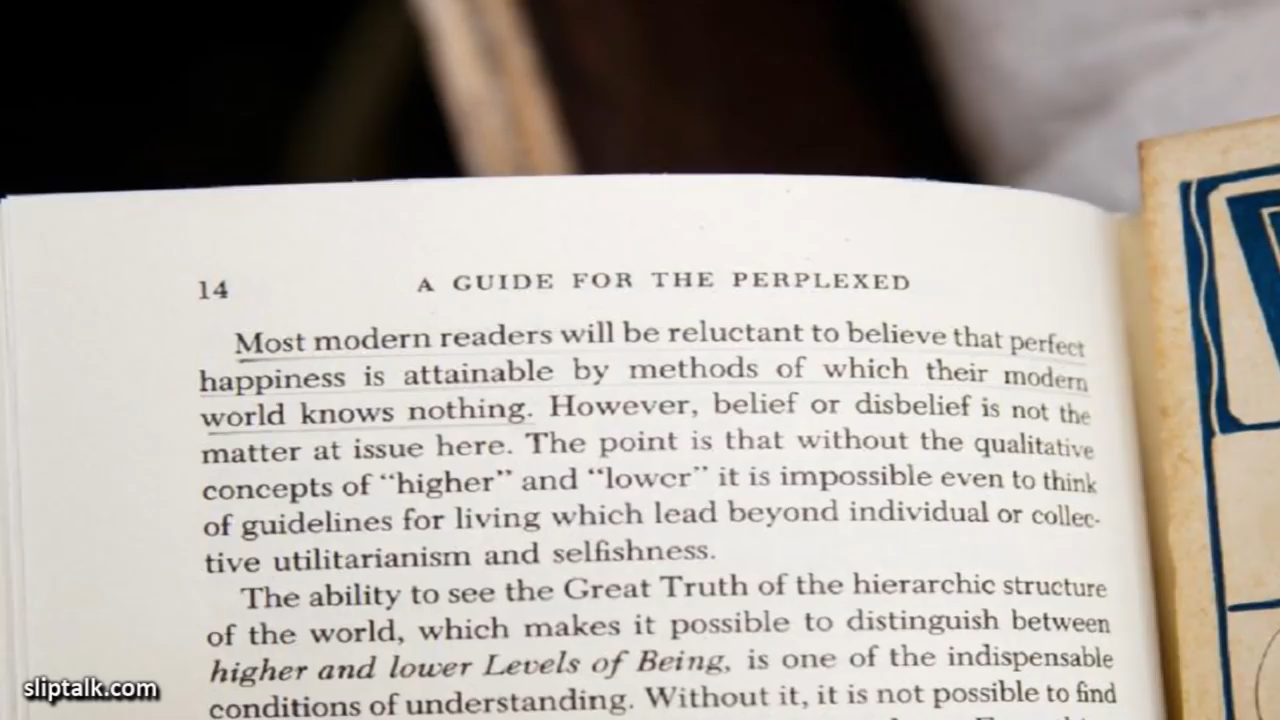 14 A GUIDE FOR THE PERPLEXED
Most modern readers will be reluctant to believe that perfect
happiness is attainable by methods of which their modern
world knows nothing. However, belief or disbelief is not the
matter at issue here. The point is that without the qualitative
concepts of “higher” and “lower” it is impossible even to think
of guidelines for living which lead beyond individual or collec-
tive utilitarianism and selfishness.
The ability to see the Great Truth of the hierarchic structure
of the world, which makes it possible to distinguish between
higher and lower Levels of Being, is one of the indispensable
conditions of understanding. Without it, it is not possible to find
sliptalk.com